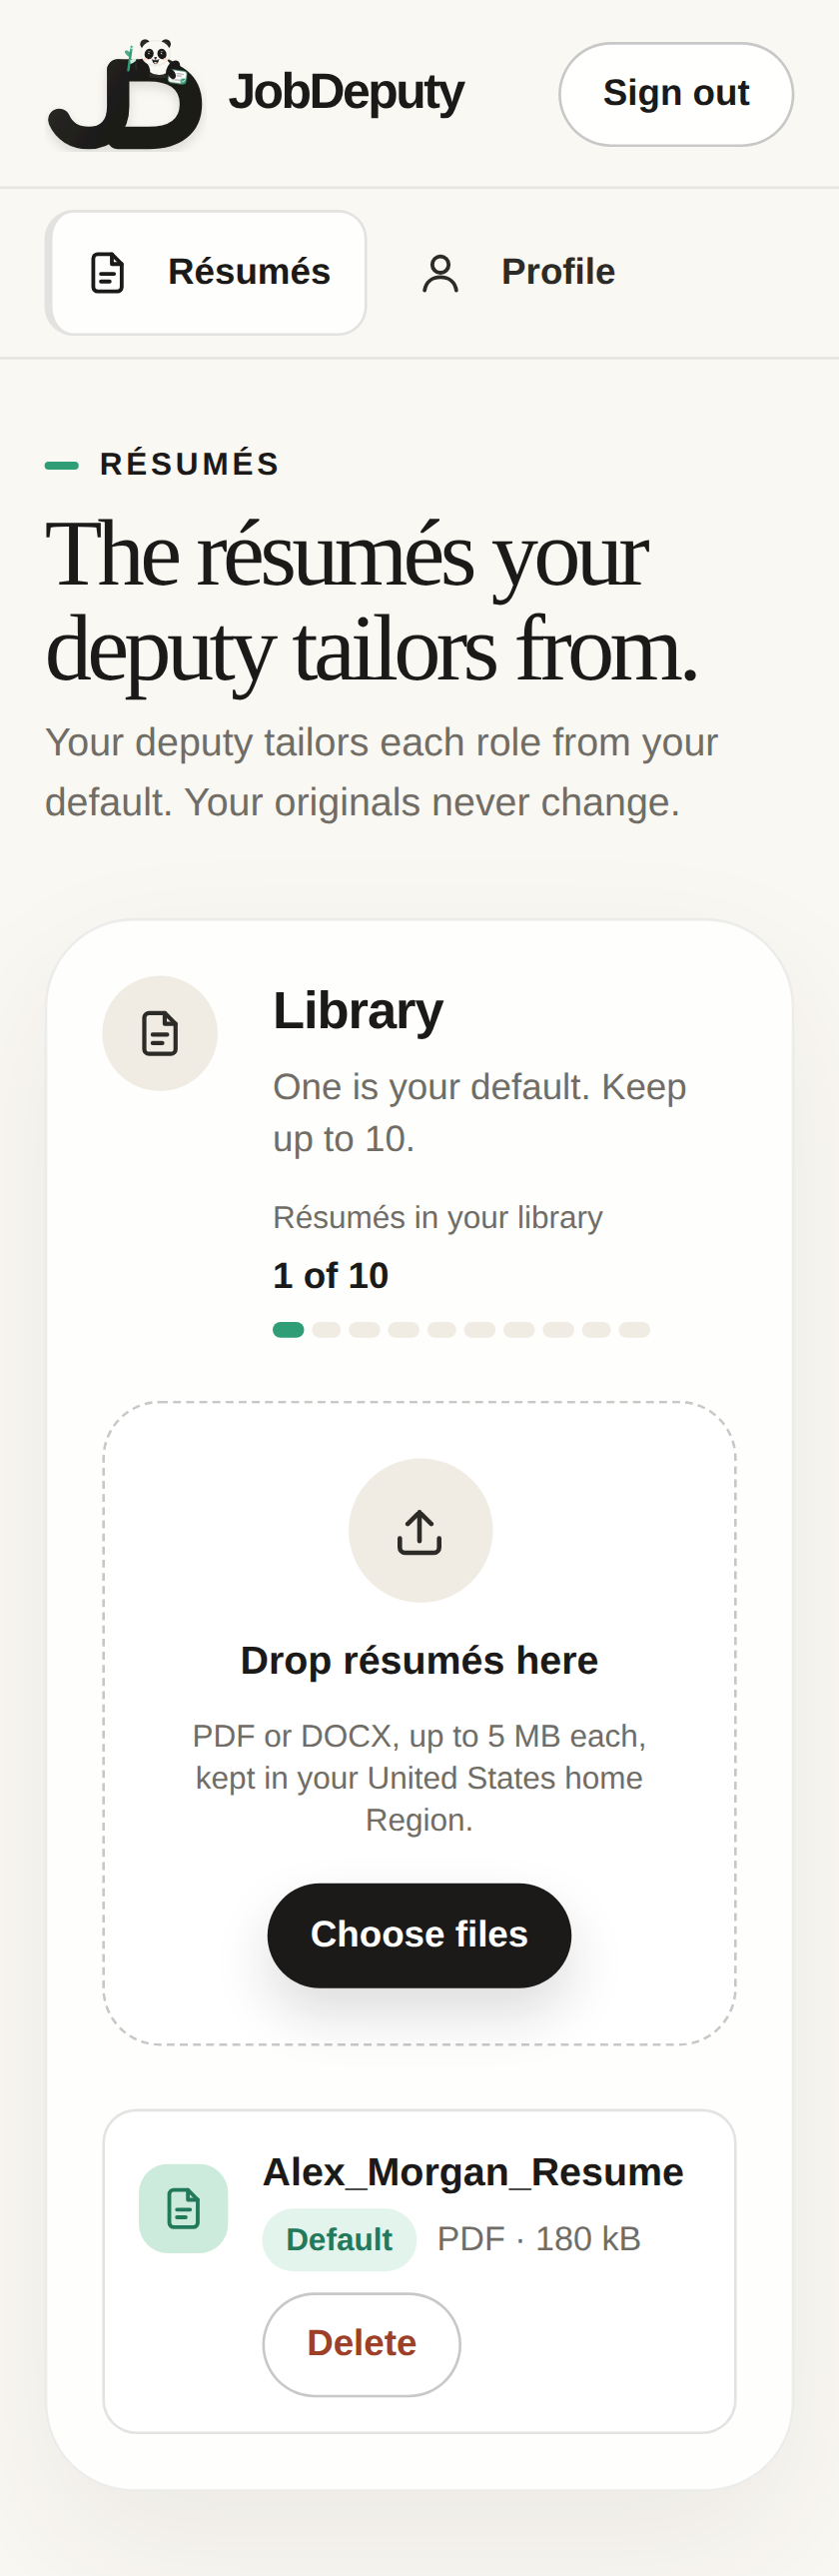 JobDeputy
Sign out
Résumés
Profile
RÉSUMÉS
The résumés your
deputy tailors from.
Your deputy tailors each role from your
default. Your originals never change.
Library
One is your default. Keep
up to 10.
Résumés in your library
1 of 10
Drop résumés here
PDF or DOCX, up to 5 MB each,
kept in your United States home
Region.
Choose files
Alex_Morgan_Resume
Default PDF · 180 kB
Delete